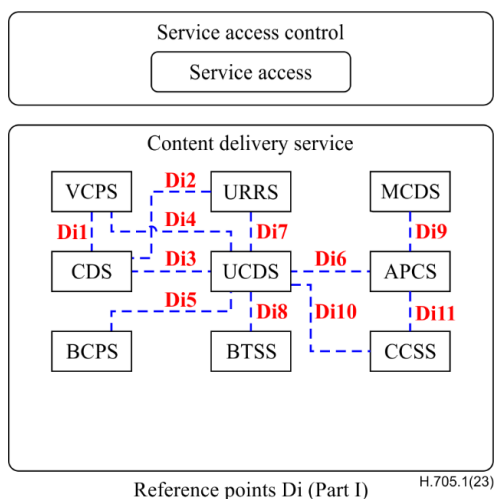 Service access control
Service access
Content delivery service
VCPS
Di2
URRS
MCDS
Di1
Di4
Di7
Di9
CDS
Di3
UCDS
Di6
APCS
Di5
Di8
Di10
Di11
BCPS
BTSS
CCSS
Reference points Di (Part I)
H.705.1(23)